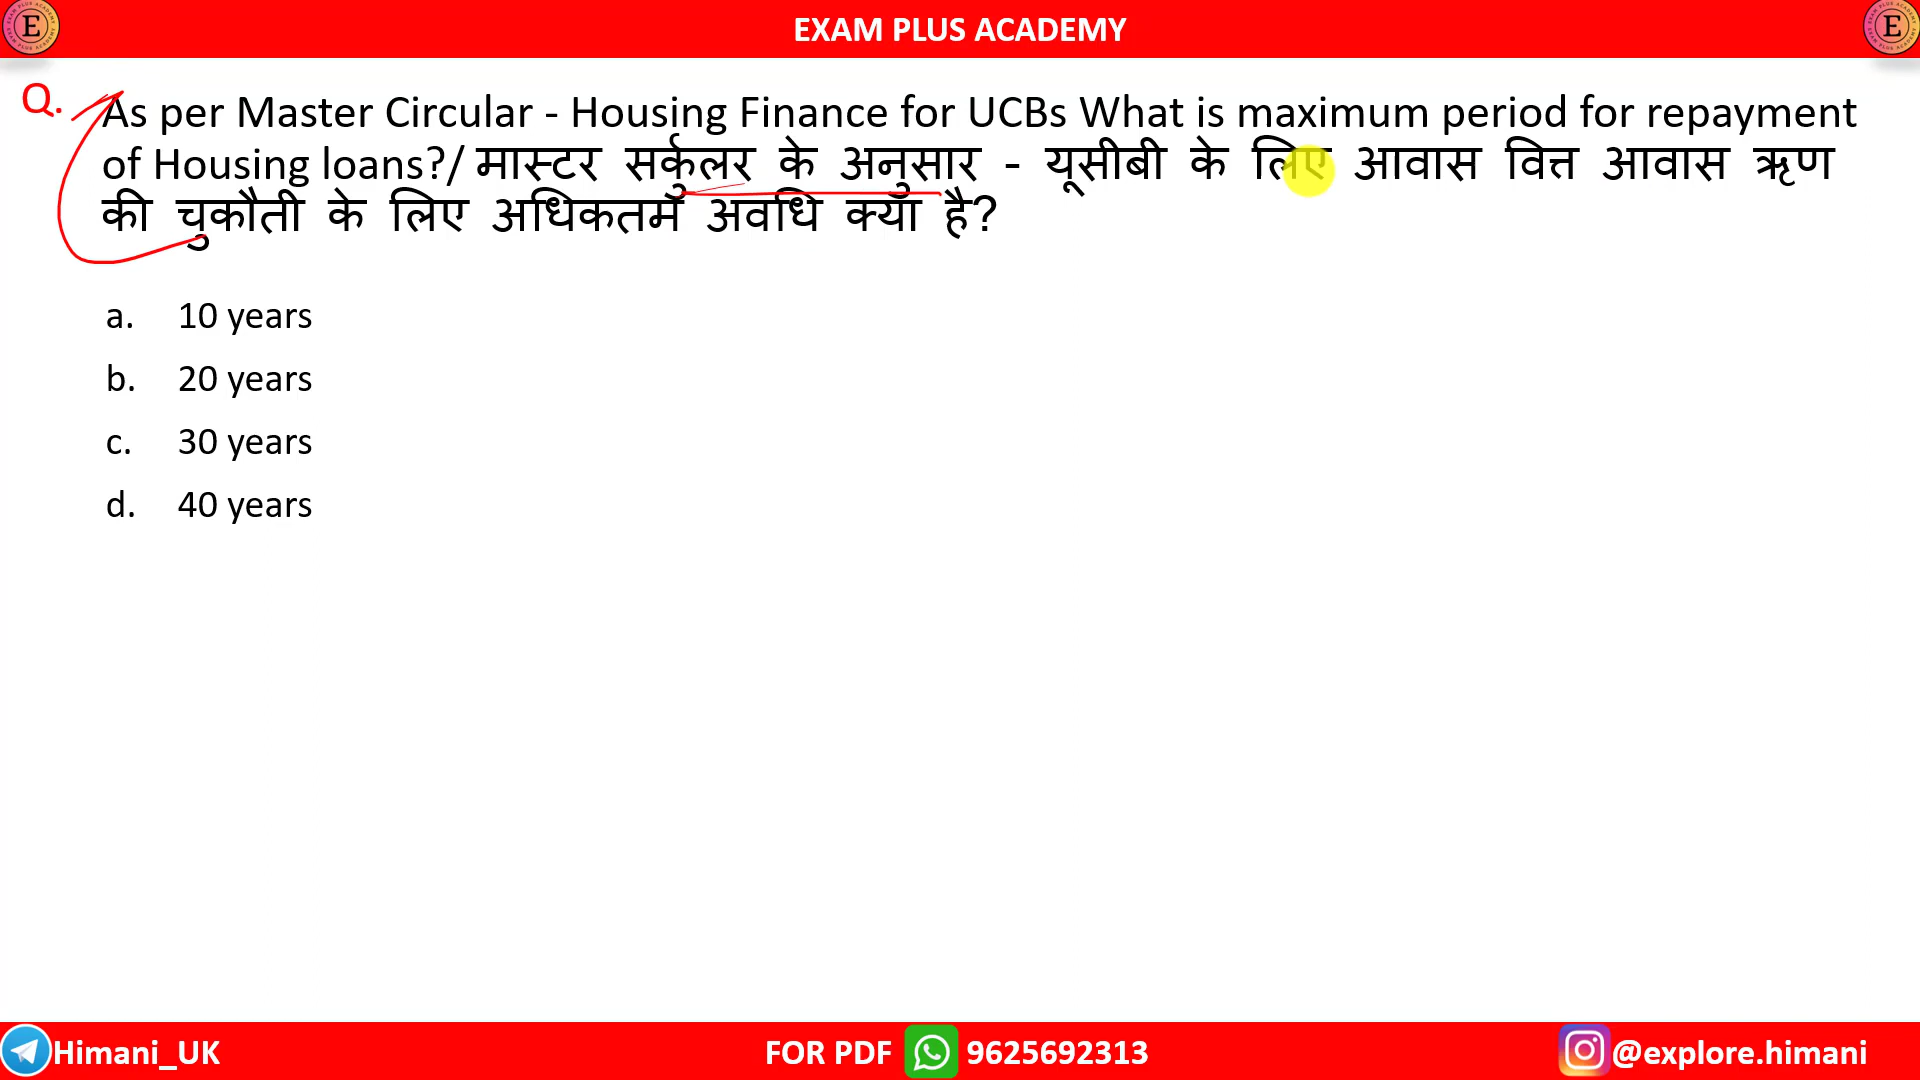 E
EXAM PLUS ACADEMY
E
Q. As per Master Circular - Housing Finance for UCBs What is maximum period for repayment
of Housing loans?/ मास्टर सर्कुलर के अनुसार - यूसीबी के लिए आवास वित्त आवास ऋण
की चुकौती के लिए अधिकतम अवधि क्या है?
a. 10 years
b. 20 years
c. 30 years
d. 40 years
Himani_UK
FOR PDF 9625692313
@explore.himani